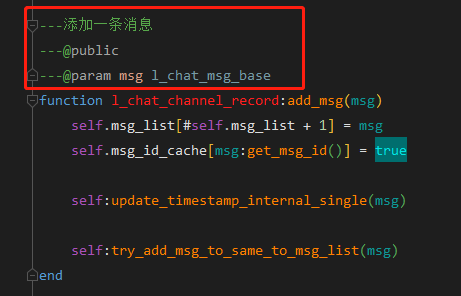 ---添加一条消息
---@public
---@param msg l_chat_msg_base
function l_chat_channel_record:add_msg(msg)
self.msg_list[#self.msg_list + 1] = msg
self.msg_id_cache[msg:get_msg_id()] = true
self:update_timestamp_internal_single(msg)
self:try_add_msg_to_same_to_msg_list(msg)
end